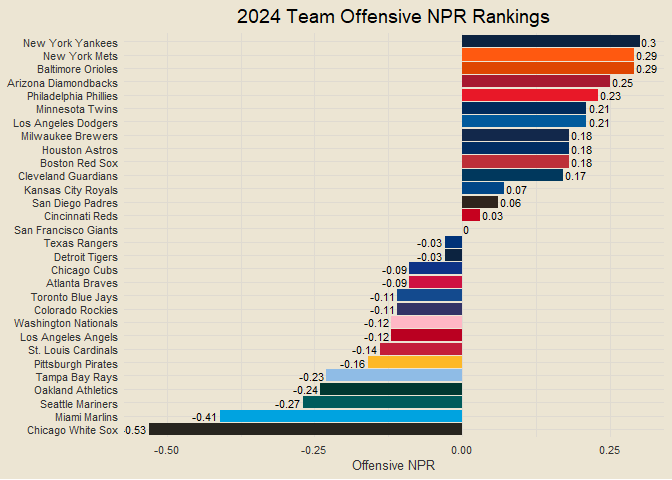 2024 Team Offensive NPR Rankings
New York Yankees 0.3
New York Mets 0.29
Baltimore Orioles 0.29
Arizona Diamondbacks 0.25
Philadelphia Phillies 0.23
Minnesota Twins 0.21
Los Angeles Dodgers 0.21
Milwaukee Brewers 0.18
Houston Astros 0.18
Boston Red Sox 0.18
Cleveland Guardians 0.17
Kansas City Royals 0.07
San Diego Padres 0.06
Cincinnati Reds 0.03
San Francisco Giants 0
Texas Rangers -0.03
Detroit Tigers -0.03
Chicago Cubs -0.09
Atlanta Braves -0.09
Toronto Blue Jays -0.11
Colorado Rockies -0.11
Washington Nationals -0.12
Los Angeles Angels -0.12
St. Louis Cardinals -0.14
Pittsburgh Pirates -0.16
Tampa Bay Rays -0.23
Oakland Athletics -0.24
Seattle Mariners -0.27
Miami Marlins -0.41
Chicago White Sox -0.53
-0.50 -0.25 0.00 0.25
Offensive NPR